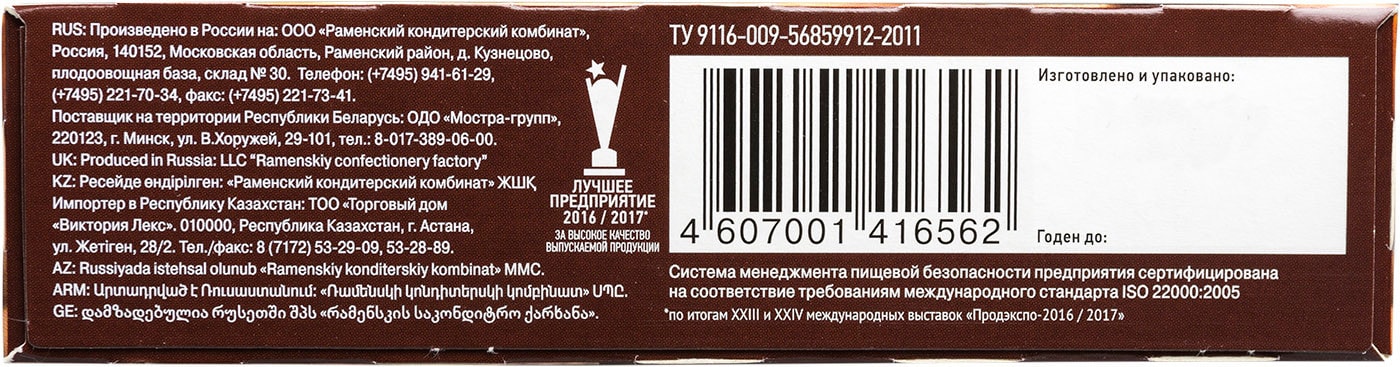 RUS: Произведено в России на: ООО «Раменский кондитерский комбинат»,
Россия, 140152, Московская область, Раменский район, д. Кузнецово,
плодоовощная база, склад № 30. Телефон: (+7495) 941-61-29,
(+7495) 221-70-34, факс: (+7495) 221-73-41.
Поставщик на территории Республики Беларусь: ОДО «Мостра-групп»,
220123, г. Минск, ул. В.Хоружей, 29-101, тел.: 8-017-389-06-00.
UK: Produced in Russia: LLC “Ramenskiy confectionery factory”
KZ: Ресейде өндірілген: «Раменский кондитерский комбинат» ЖШҚ
Импортер в Республику Казахстан: ТОО «Торговый дом
«Виктория Лекс». 010000, Республика Казахстан, г. Астана,
ул. Жетіген, 28/2. Тел./факс: 8 (7172) 53-29-09, 53-28-89.
AZ: Russiyada istehsal olunub «Ramenskiy konditerskiy kombinat» MMC.
ARM: Արտադրված է Ռուսաստանում: «Ռամենսկի կոնդիտերսկի կոմբինատ» ՍՊԸ.
GE: დამზადებულია რუსეთში შპს «რამენსკის საკონდიტრო ქარხანა».
ЛУЧШЕЕ
ПРЕДПРИЯТИЕ
2016 / 2017*
ЗА ВЫСОКОЕ КАЧЕСТВО
ВЫПУСКАЕМОЙ ПРОДУКЦИИ
ТУ 9116-009-56859912-2011
4 607001 416562
Изготовлено и упаковано:
Годен до:
Система менеджмента пищевой безопасности предприятия сертифицирована
на соответствие требованиям международного стандарта ISO 22000:2005
*по итогам XXIII и XXIV международных выставок «Продэкспо-2016 / 2017»